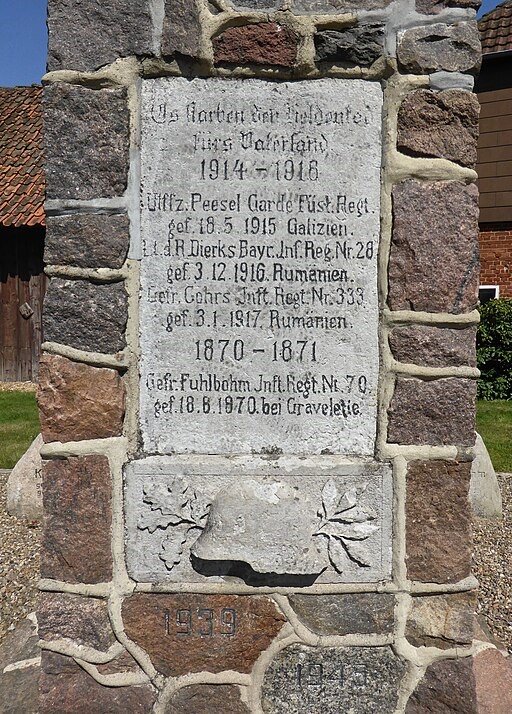 Es starben den Heldentod
fürs Vaterland
1914 - 1918
Utffz. Peesel Garde Füst. Regt.
gef. 18. 5. 1915 Galizien.
Lt. d. R. Dierks Bayr. Inf. Reg. Nr. 28
gef. 3. 12. 1916. Rumänien.
Gefr. Gehrs Inft. Regt. Nr. 333.
gef. 3. 1. 1917. Rumänien.
1870 - 1871
Gefr. Fuhlbohm Inft. Regt. Nr. 70.
gef. 18. 8. 1870. bei Gravelette.
1939
1945